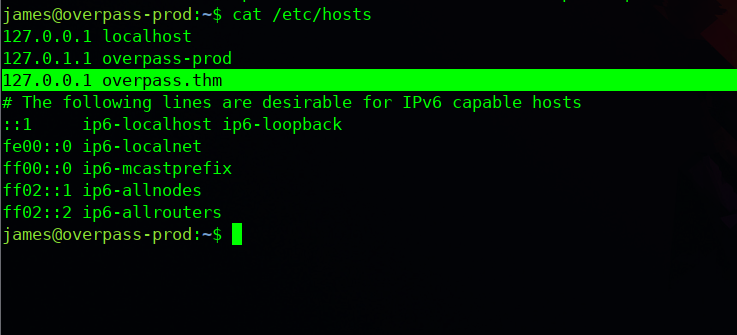 james@overpass-prod:~$ cat /etc/hosts
127.0.0.1 localhost
127.0.1.1 overpass-prod
127.0.0.1 overpass.thm
# The following lines are desirable for IPv6 capable hosts
::1     ip6-localhost ip6-loopback
fe00::0 ip6-localnet
ff00::0 ip6-mcastprefix
ff02::1 ip6-allnodes
ff02::2 ip6-allrouters
james@overpass-prod:~$